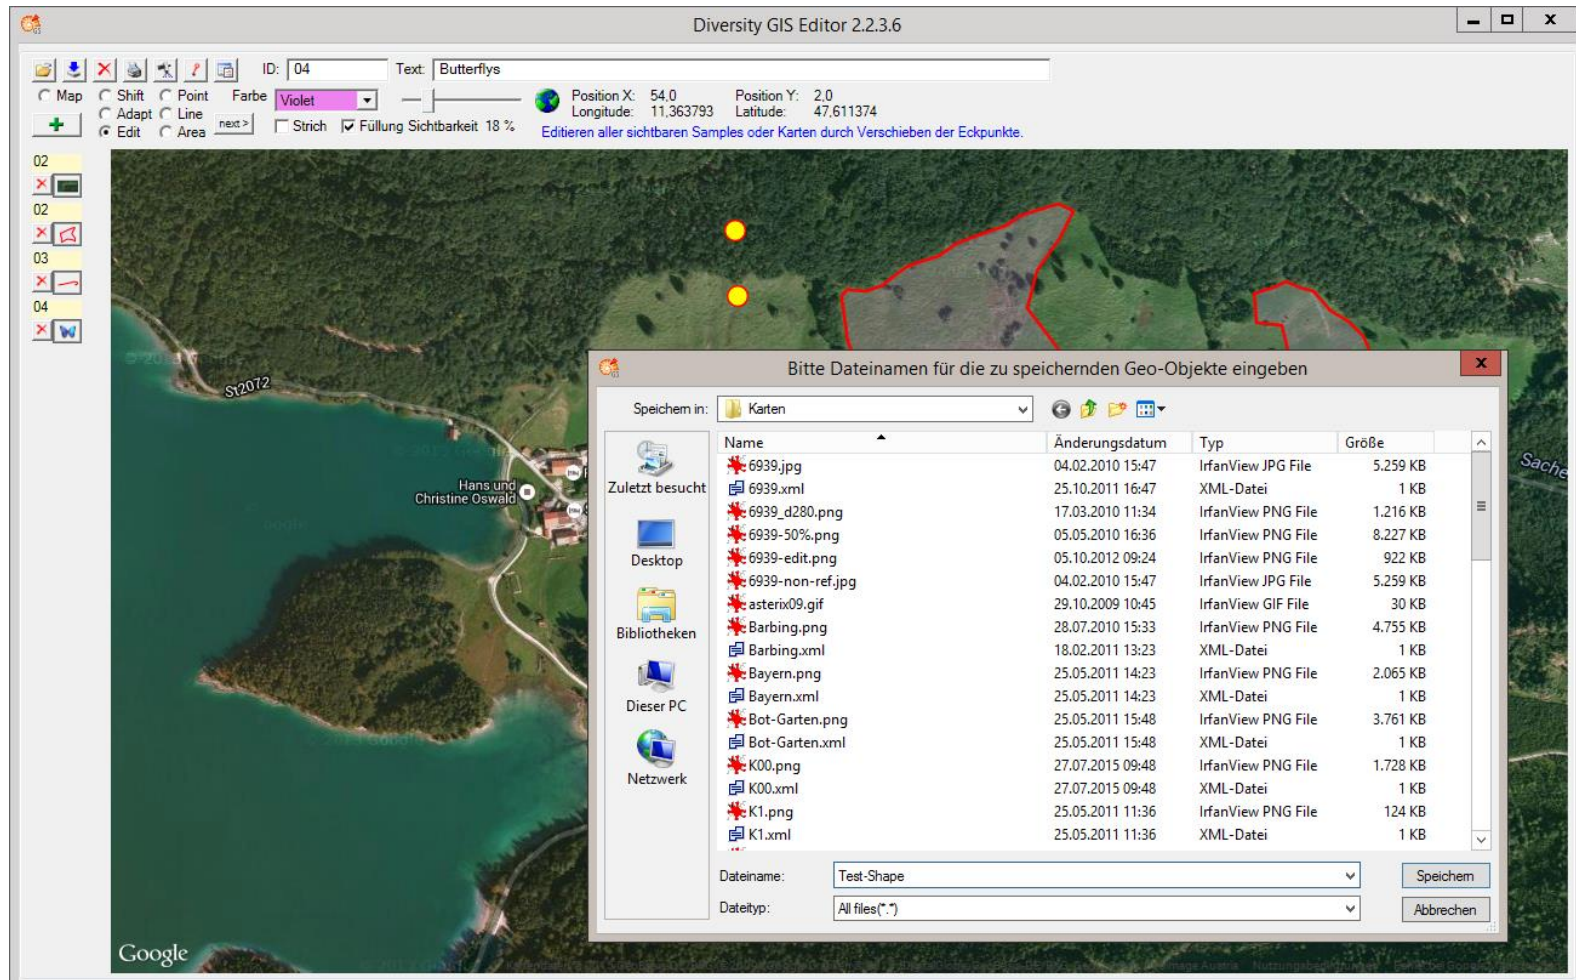 Diversity GIS Editor 2.2.3.6
ID: 04 Text: Butterflys
Map Shift Point Farbe Violet Position X: 54,0 Position Y: 2,0
Adapt Line Longitude: 11,363793 Latitude: 47,611374
Edit Area next > Strich Füllung Sichtbarkeit 18 % Editieren aller sichtbaren Samples oder Karten durch Verschieben der Eckpunkte.
02
02
03
04
St2072
Hans und
Christine Oswald
Sache
Google
Bitte Dateinamen für die zu speichernden Geo-Objekte eingeben
Speichern in: Karten
Zuletzt besucht
Desktop
Bibliotheken
Dieser PC
Netzwerk
Name Änderungsdatum Typ Größe
6939.jpg 04.02.2010 15:47 IrfanView JPG File 5.259 KB
6939.xml 25.10.2011 16:47 XML-Datei 1 KB
6939_d280.png 17.03.2010 11:34 IrfanView PNG File 1.216 KB
6939-50%.png 05.05.2010 16:36 IrfanView PNG File 8.227 KB
6939-edit.png 05.10.2012 09:24 IrfanView PNG File 922 KB
6939-non-ref.jpg 04.02.2010 15:47 IrfanView JPG File 5.259 KB
asterix09.gif 29.10.2009 10:45 IrfanView GIF File 30 KB
Barbing.png 28.07.2010 15:33 IrfanView PNG File 4.755 KB
Barbing.xml 18.02.2011 13:23 XML-Datei 1 KB
Bayern.png 25.05.2011 14:23 IrfanView PNG File 2.065 KB
Bayern.xml 25.05.2011 14:23 XML-Datei 1 KB
Bot-Garten.png 25.05.2011 15:48 IrfanView PNG File 3.761 KB
Bot-Garten.xml 25.05.2011 15:48 XML-Datei 1 KB
K00.png 27.07.2015 09:48 IrfanView PNG File 1.728 KB
K00.xml 27.07.2015 09:48 XML-Datei 1 KB
K1.png 25.05.2011 11:36 IrfanView PNG File 124 KB
K1.xml 25.05.2011 11:36 XML-Datei 1 KB
Dateiname: Test-Shape Speichern
Dateityp: All files(*.*) Abbrechen